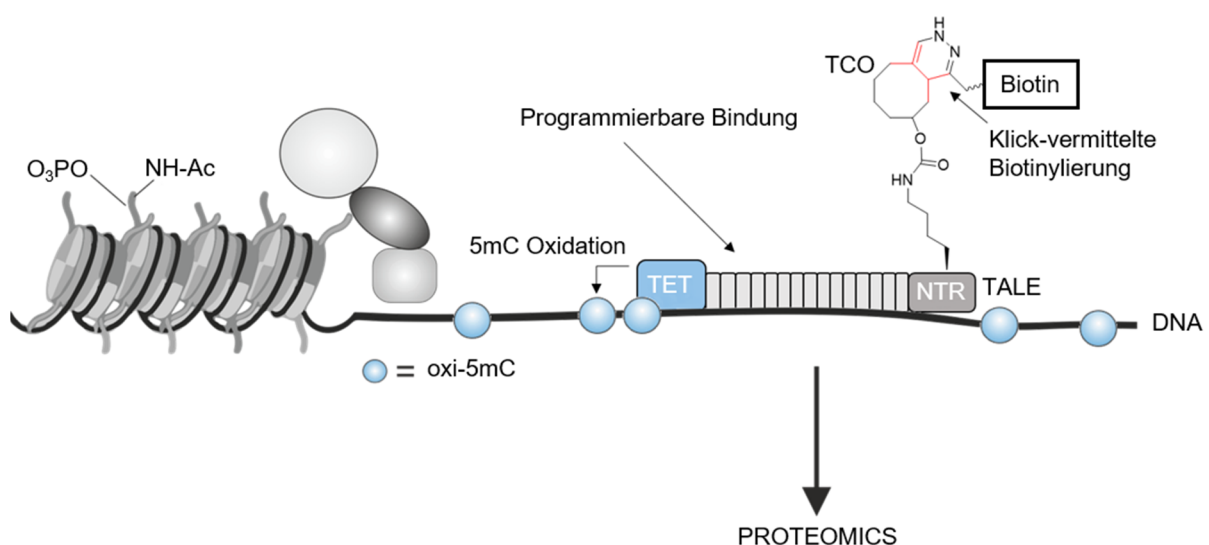 H
N
N
TCO
Biotin
Programmierbare Bindung
O
O
Klick-vermittelte
Biotinylierung
HN
O₃PO
NH-Ac
5mC Oxidation
TET
NTR
TALE
DNA
= oxi-5mC
PROTEOMICS